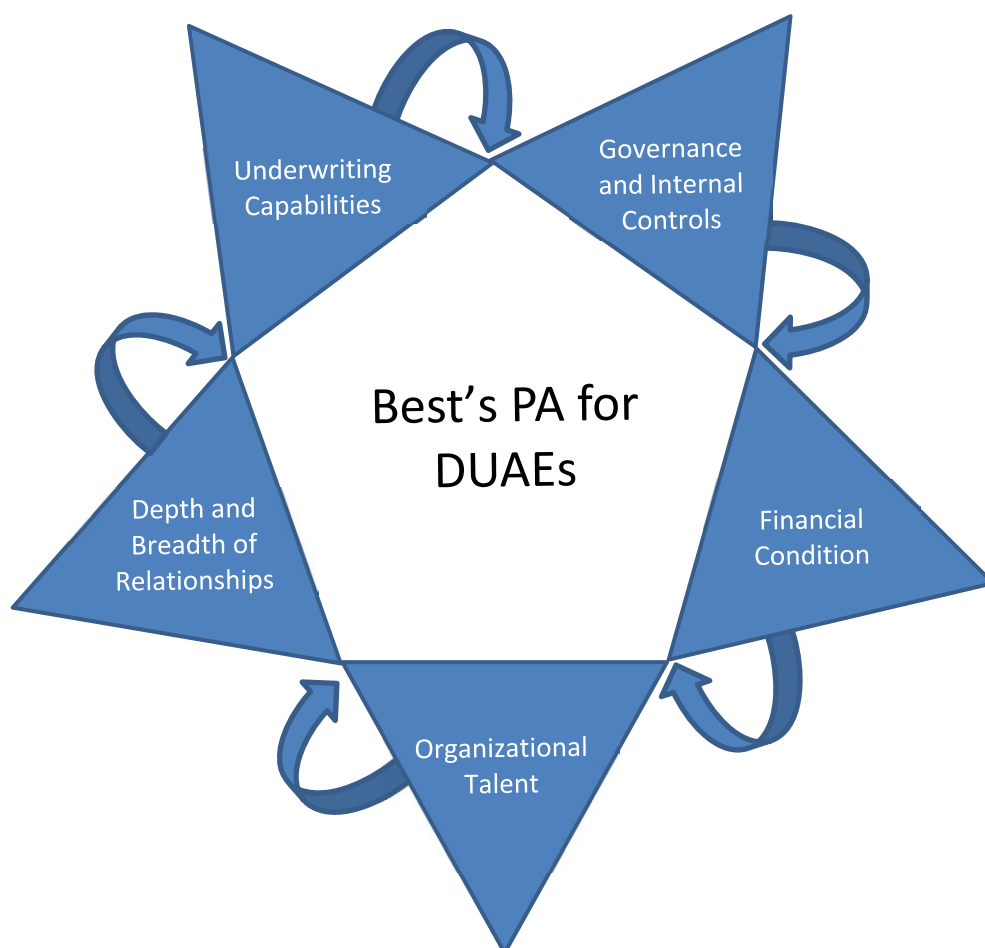 Underwriting
Capabilities
Governance
and Internal
Controls
Best’s PA for
DUAEs
Depth and
Breadth of
Relationships
Financial
Condition
Organizational
Talent